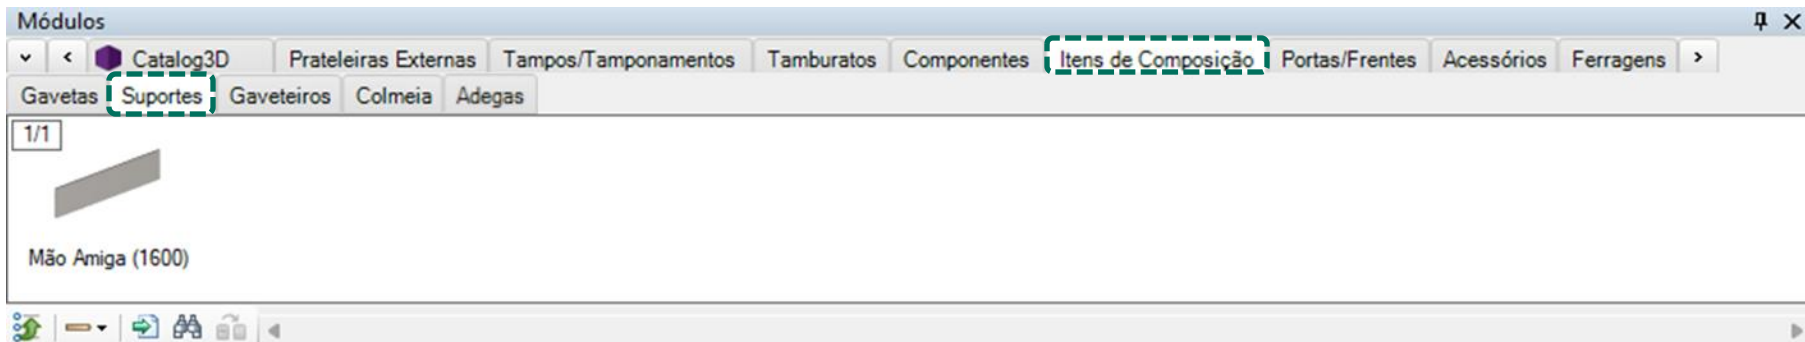 Módulos
Catalog3D Prateleiras Externas Tampos/Tamponamentos Tamburatos Componentes Itens de Composição Portas/Frentes Acessórios Ferragens
Gavetas Suportes Gaveteiros Colmeia Adegas
1/1
Mão Amiga (1600)